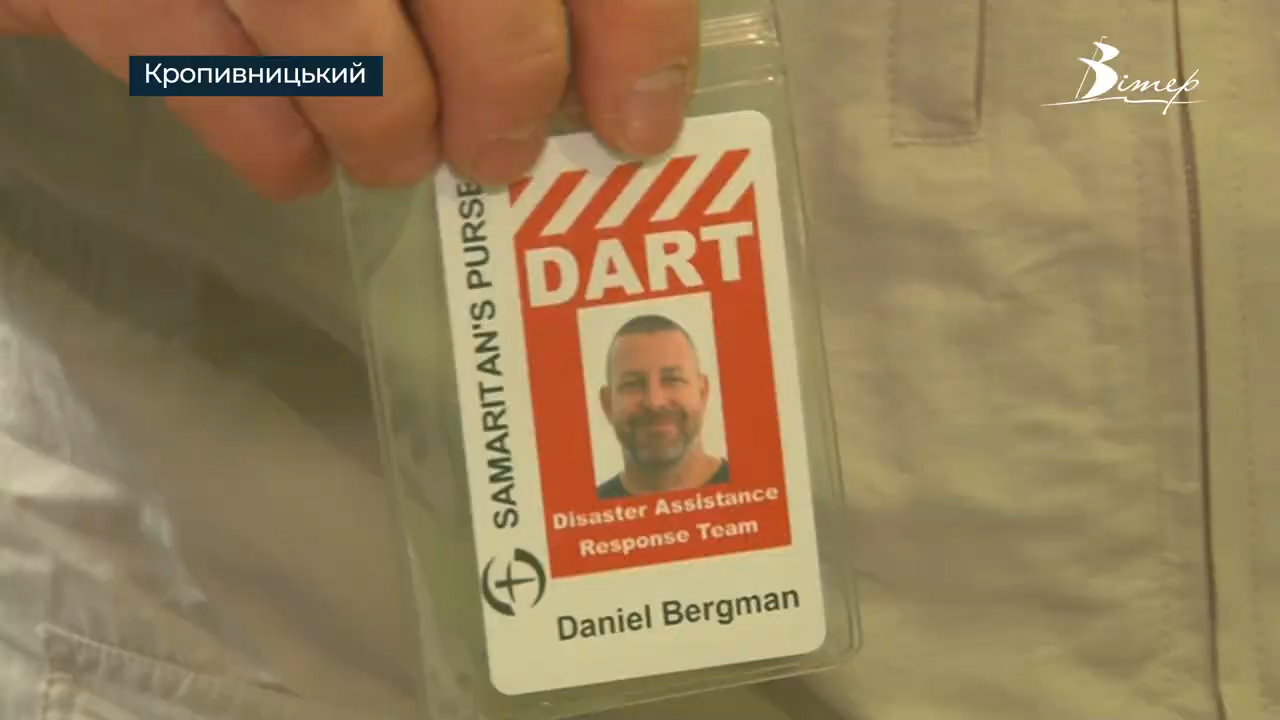 Кропивницький
Вітер
SAMARITAN'S PURSE
DART
Disaster Assistance
Response Team
Daniel Bergman